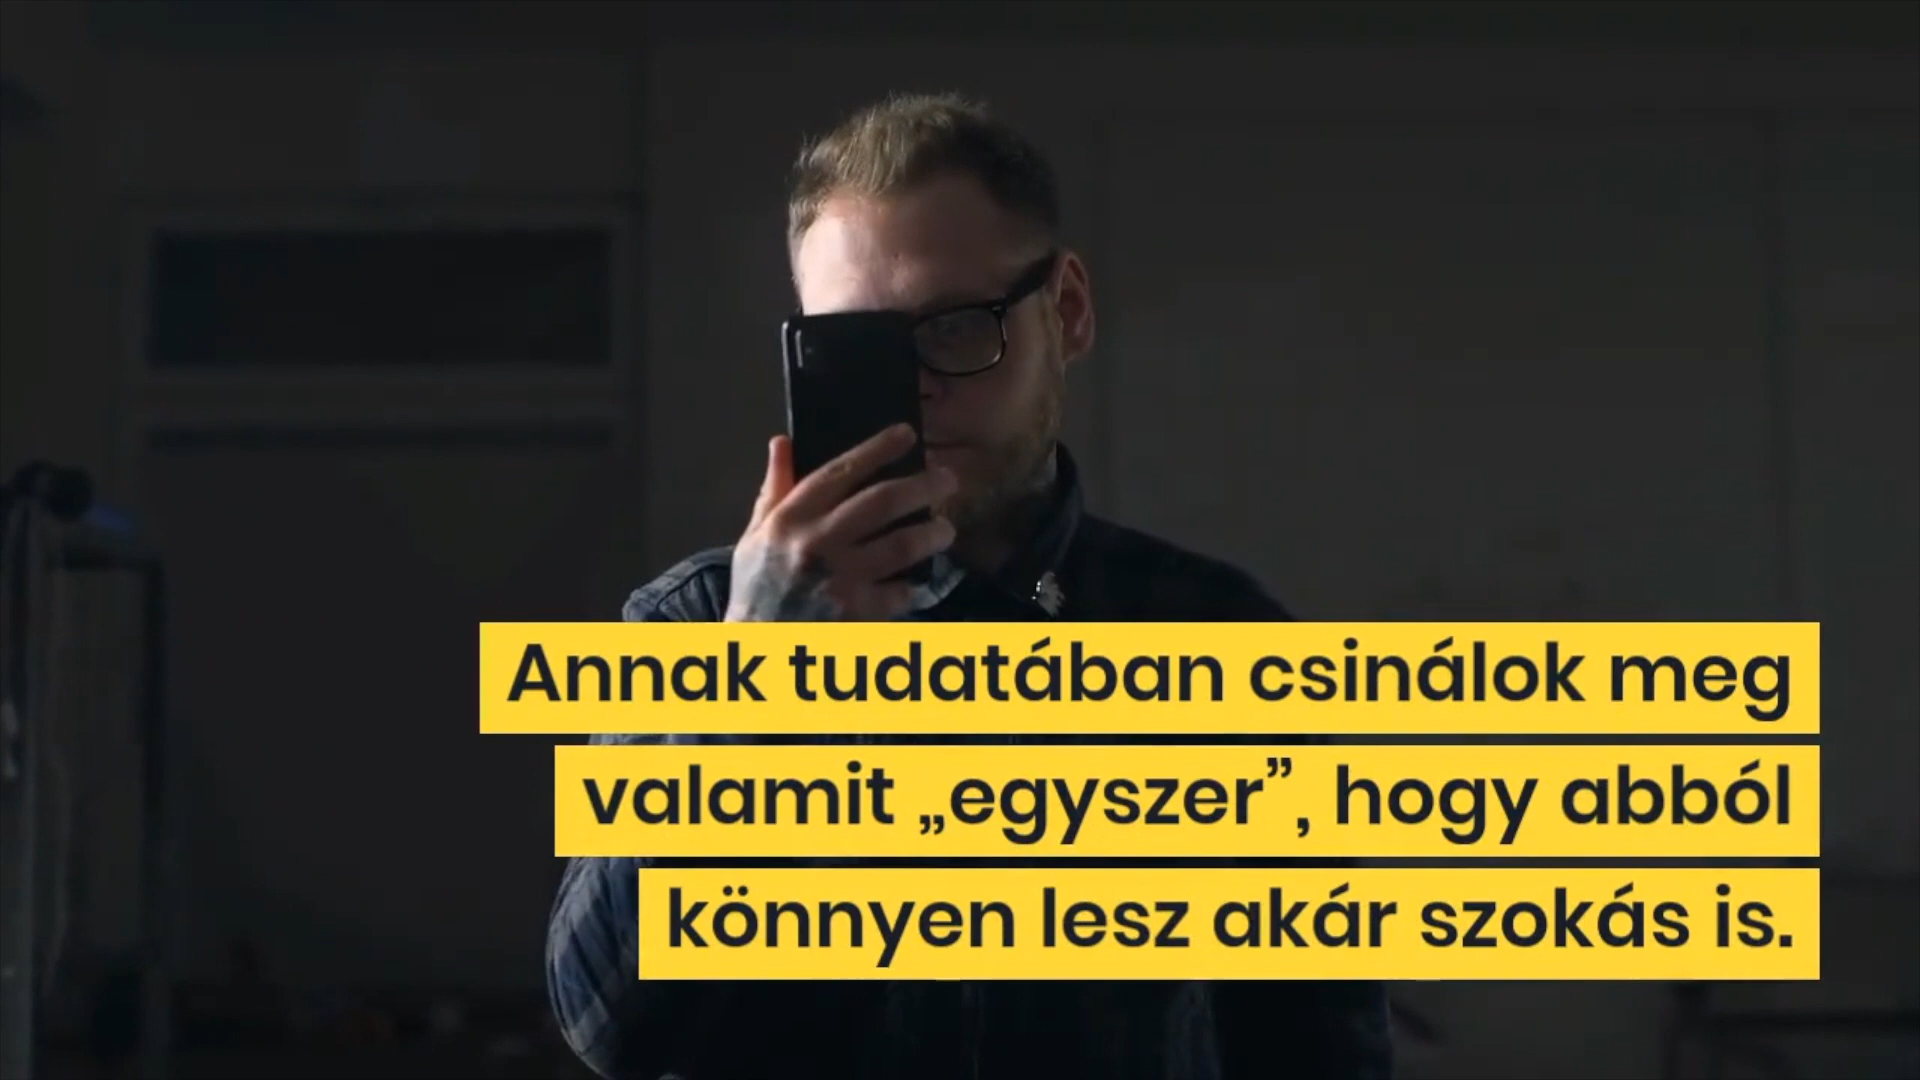 Annak tudatában csinálok meg
valamit „egyszer”, hogy abból
könnyen lesz akár szokás is.